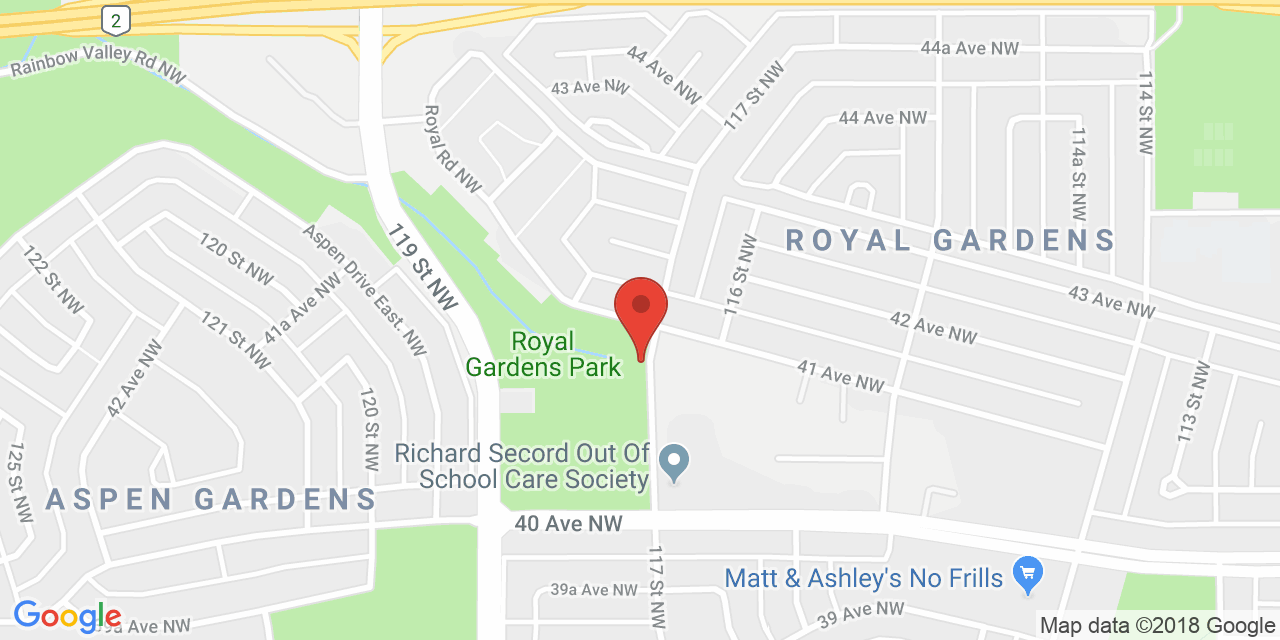 2
Rainbow Valley Rd NW
44a Ave NW
44 Ave NW
43 Ave NW
117 St NW
114 St NW
Royal Rd NW
44 Ave NW
114a St NW
119 St NW
122 St NW
120 St NW
Aspen Drive East. NW
ROYAL GARDENS
116 St NW
43 Ave NW
41a Ave NW
121 St NW
42 Ave NW
Royal
Gardens Park
42 Ave NW
41 Ave NW
120 St NW
113 St NW
125 St NW
Richard Secord Out Of
School Care Society
ASPEN GARDENS
40 Ave NW
117 St NW
Matt & Ashley's No Frills
39a Ave NW
39 Ave NW
Google
39a Ave NW
Map data ©2018 Google